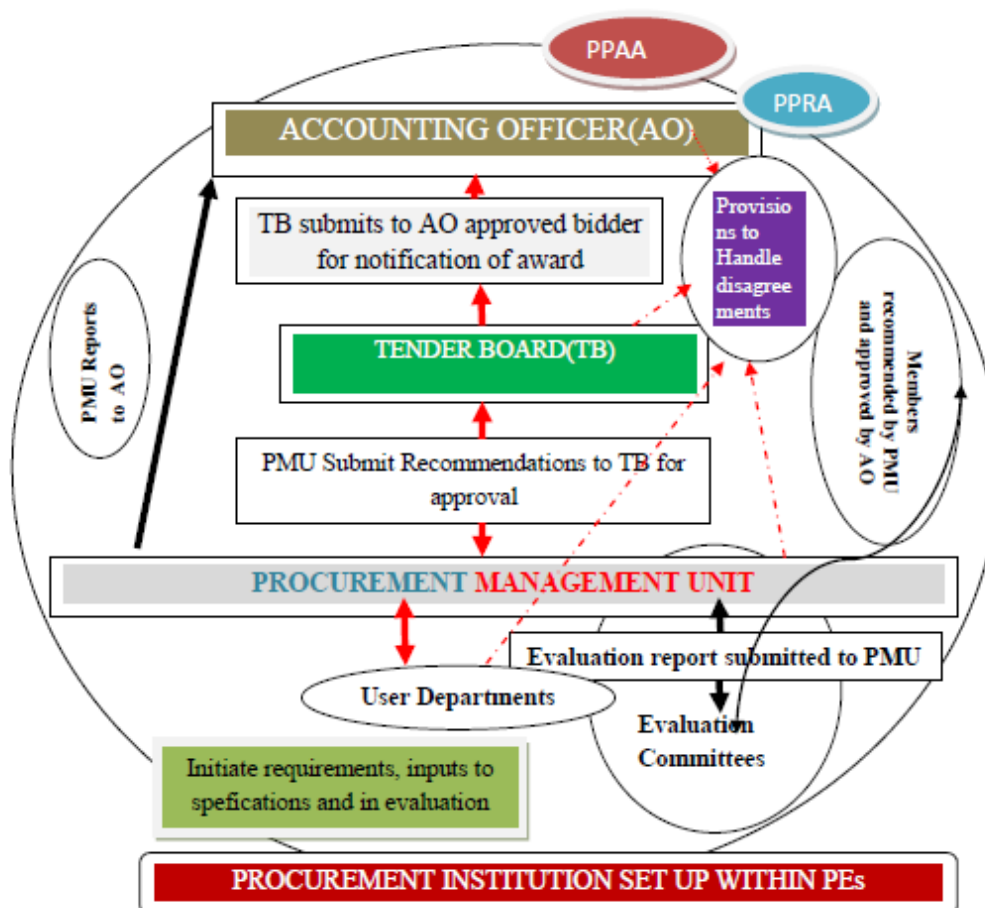 PPAA
PPRA
ACCOUNTING OFFICER(AO)
TB submits to AO approved bidder
for notification of award
Provisio
ns to
Handle
disagree
ments
PMU Reports
to AO
TENDER BOARD(TB)
Members
recommended by PMU
and approved by AO
PMU Submit Recommendations to TB for
approval
PROCUREMENT MANAGEMENT UNIT
Evaluation report submitted to PMU
User Departments
Evaluation
Committees
Initiate requirements, inputs to
spefications and in evaluation
PROCUREMENT INSTITUTION SET UP WITHIN PEs